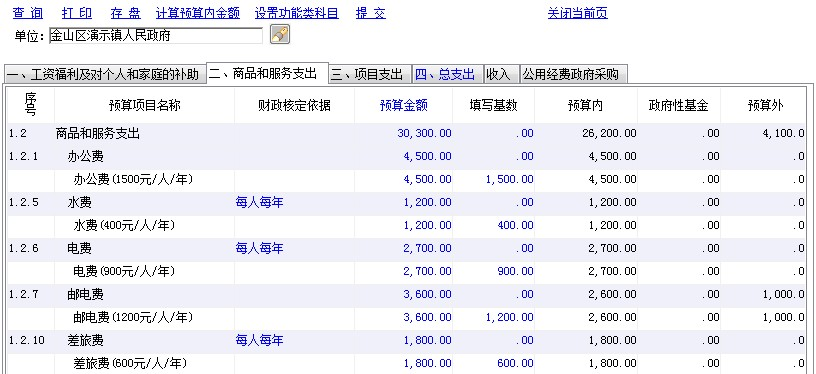 查 询 打 印 存 盘 计算预算内金额 设置功能类科目 提 交 关闭当前页
单位: 金山区演示镇人民政府
一、工资福利及对个人和家庭的补助 二、商品和服务支出 三、项目支出 四、总支出 收入 公用经费政府采购
序号 预算项目名称 财政核定依据 预算金额 填写基数 预算内 政府性基金 预算外
1.2 商品和服务支出 30,300.00 .00 26,200.00 .00 4,100.0
1.2.1 办公费 4,500.00 .00 4,500.00 .00 .0
办公费(1500元/人/年) 4,500.00 1,500.00 4,500.00 .00 .0
1.2.5 水费 每人每年 1,200.00 .00 1,200.00 .00 .0
水费(400元/人/年) 1,200.00 400.00 1,200.00 .00 .0
1.2.6 电费 每人每年 2,700.00 .00 2,700.00 .00 .0
电费(900元/人/年) 2,700.00 900.00 2,700.00 .00 .0
1.2.7 邮电费 3,600.00 .00 2,600.00 .00 1,000.0
邮电费(1200元/人/年) 3,600.00 1,200.00 2,600.00 .00 1,000.0
1.2.10 差旅费 每人每年 1,800.00 .00 1,800.00 .00 .0
差旅费(600元/人/年) 1,800.00 600.00 1,800.00 .00 .0